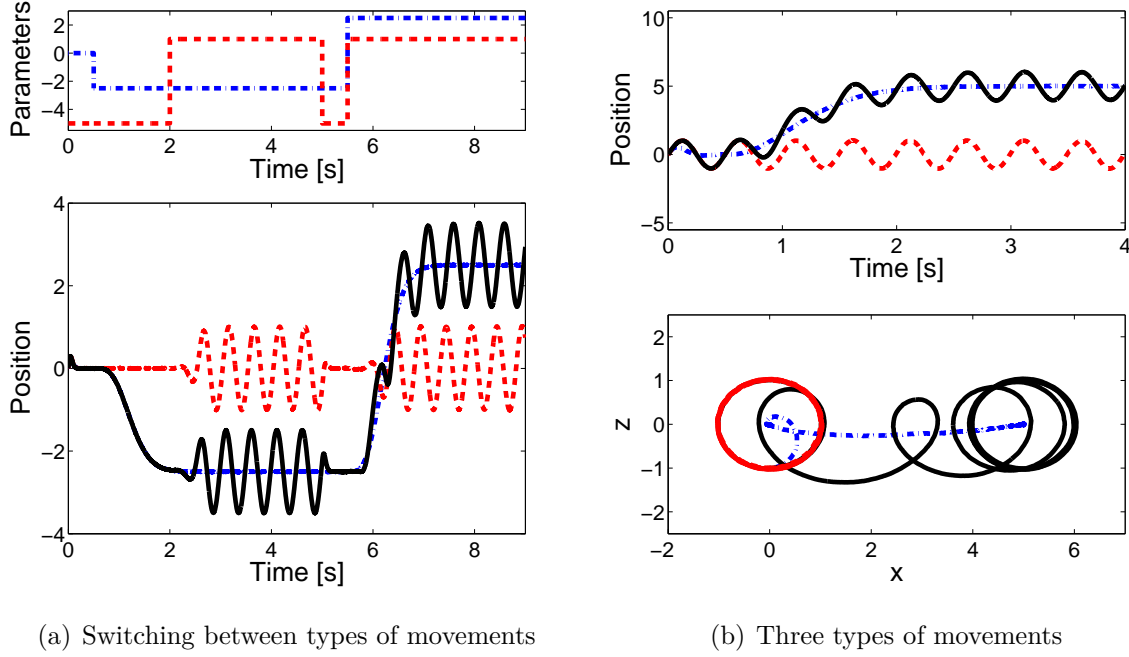 Parameters
2
0
−2
−4
0 2 4 6 8
Time [s]
Position
4
2
0
−2
−4
0 2 4 6 8
Time [s]
(a) Switching between types of movements
Position
10
5
0
−5
0 1 2 3 4
Time [s]
z
2
1
0
−1
−2
−2 0 2 4 6
x
(b) Three types of movements